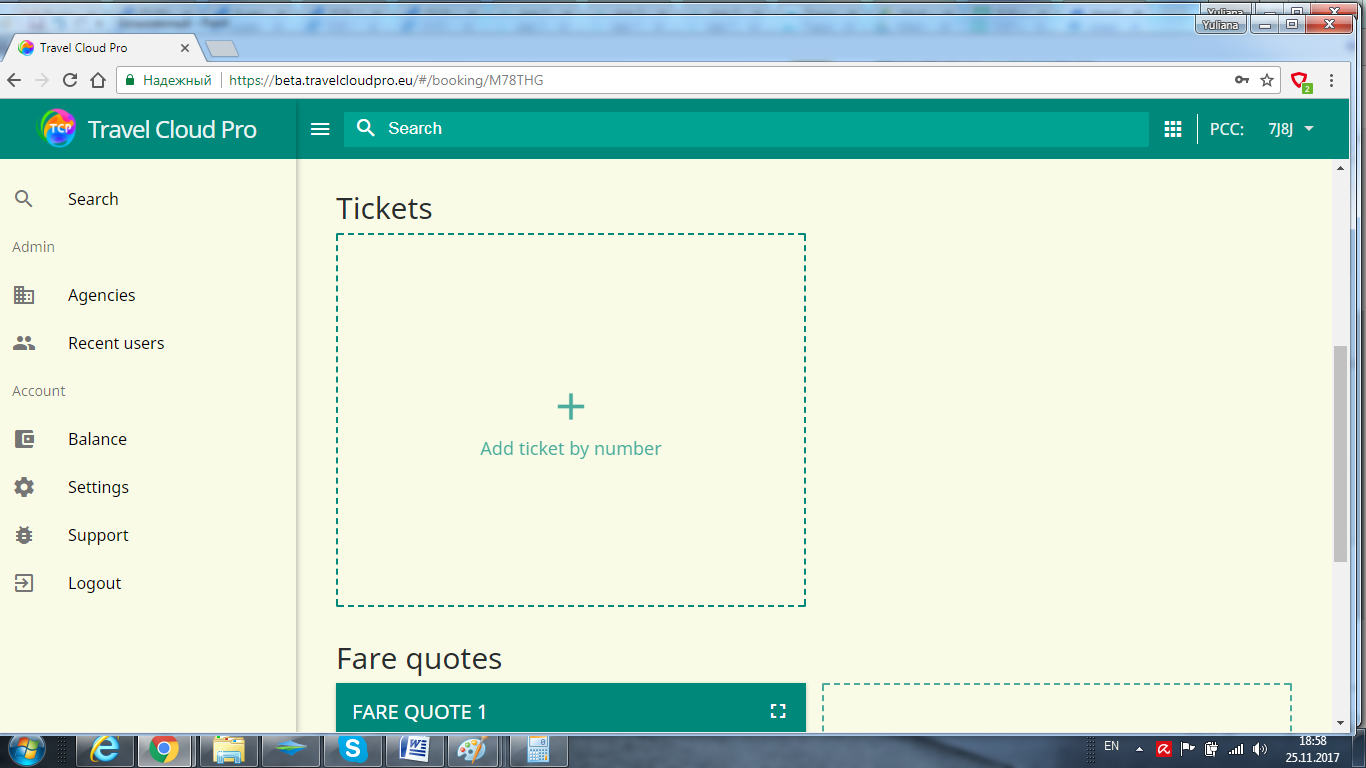 Yuliana
Yuliana
Travel Cloud Pro
Надежный
https://beta.travelcloudpro.eu/#/booking/M78THG
2
TCP
Travel Cloud Pro
Search
PCC:
7J8J
Search
Admin
Agencies
Recent users
Account
Balance
Settings
Support
Logout
Tickets
Add ticket by number
Fare quotes
FARE QUOTE 1
EN
18:58
25.11.2017